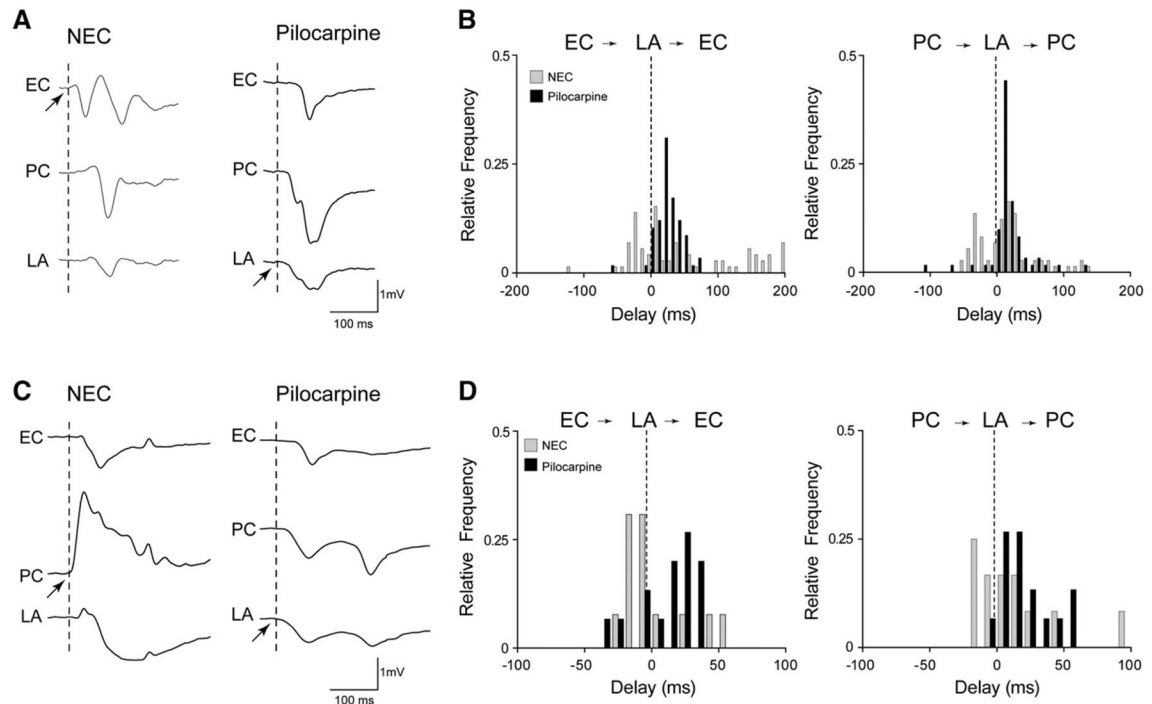 A
NEC
Pilocarpine
EC
EC
PC
PC
LA
LA
1mV
100 ms
B
EC → LA → EC
PC → LA → PC
0.5
0.25
0
Relative Frequency
NEC
Pilocarpine
-200 -100 0 100 200
Delay (ms)
0.5
0.25
0
Relative Frequency
-200 -100 0 100 200
Delay (ms)
C
NEC
Pilocarpine
EC
EC
PC
PC
LA
LA
1mV
100 ms
D
EC → LA → EC
PC → LA → PC
0.5
0.25
0
Relative Frequency
NEC
Pilocarpine
-100 -50 0 50 100
Delay (ms)
0.5
0.25
0
Relative Frequency
-100 -50 0 50 100
Delay (ms)